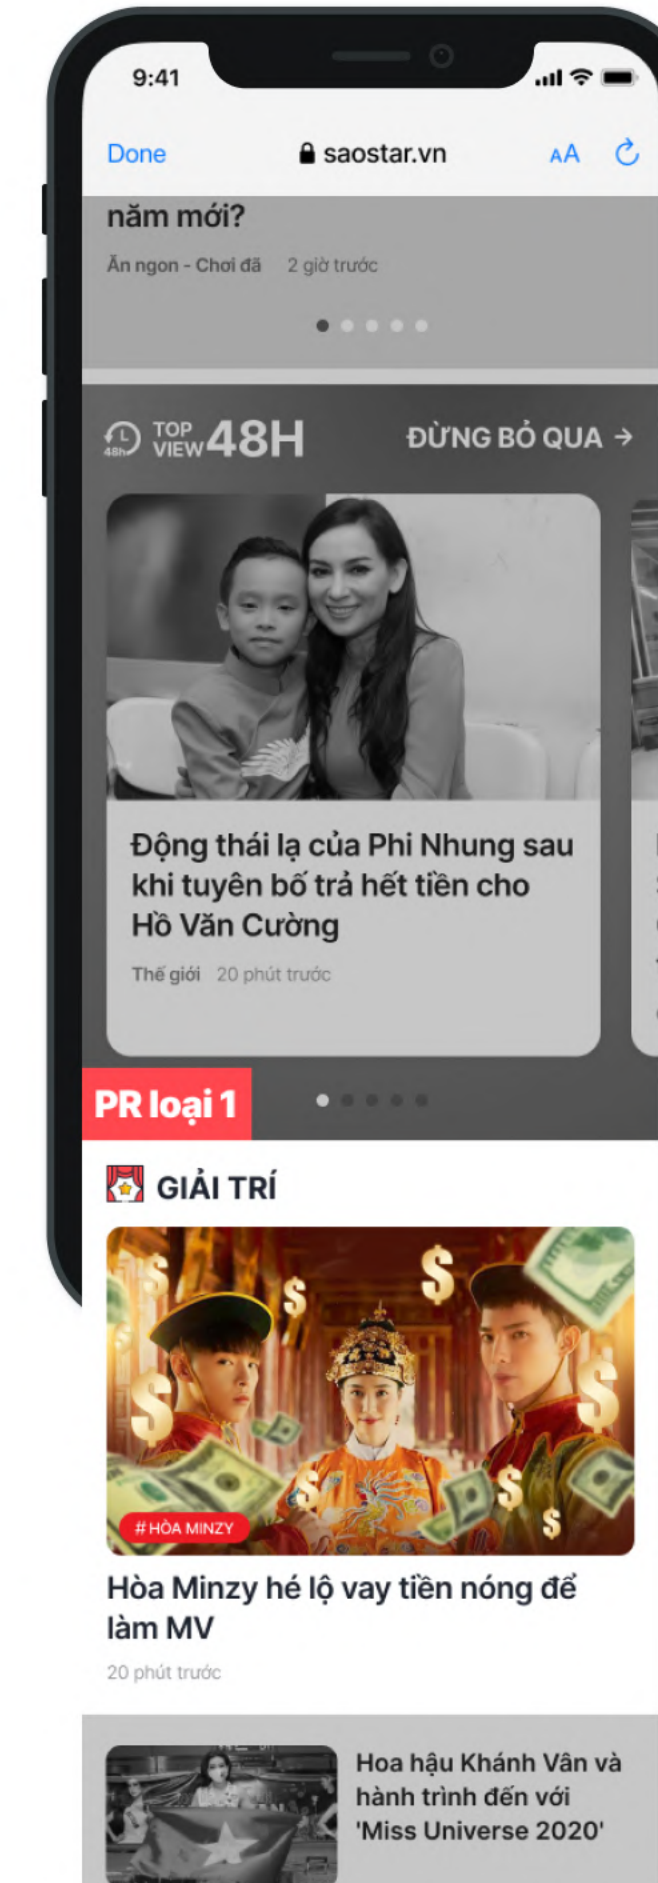 9:41
Done
saostar.vn
AA
năm mới?
Ăn ngon - Chơi đã 2 giờ trước
48h
TOP
VIEW
48H
ĐỪNG BỎ QUA →
Động thái lạ của Phi Nhung sau
khi tuyên bố trả hết tiền cho
Hồ Văn Cường
Thế giới 20 phút trước
PR loại 1
GIẢI TRÍ
# HÒA MINZY
Hòa Minzy hé lộ vay tiền nóng để
làm MV
20 phút trước
Hoa hậu Khánh Vân và
hành trình đến với
'Miss Universe 2020'